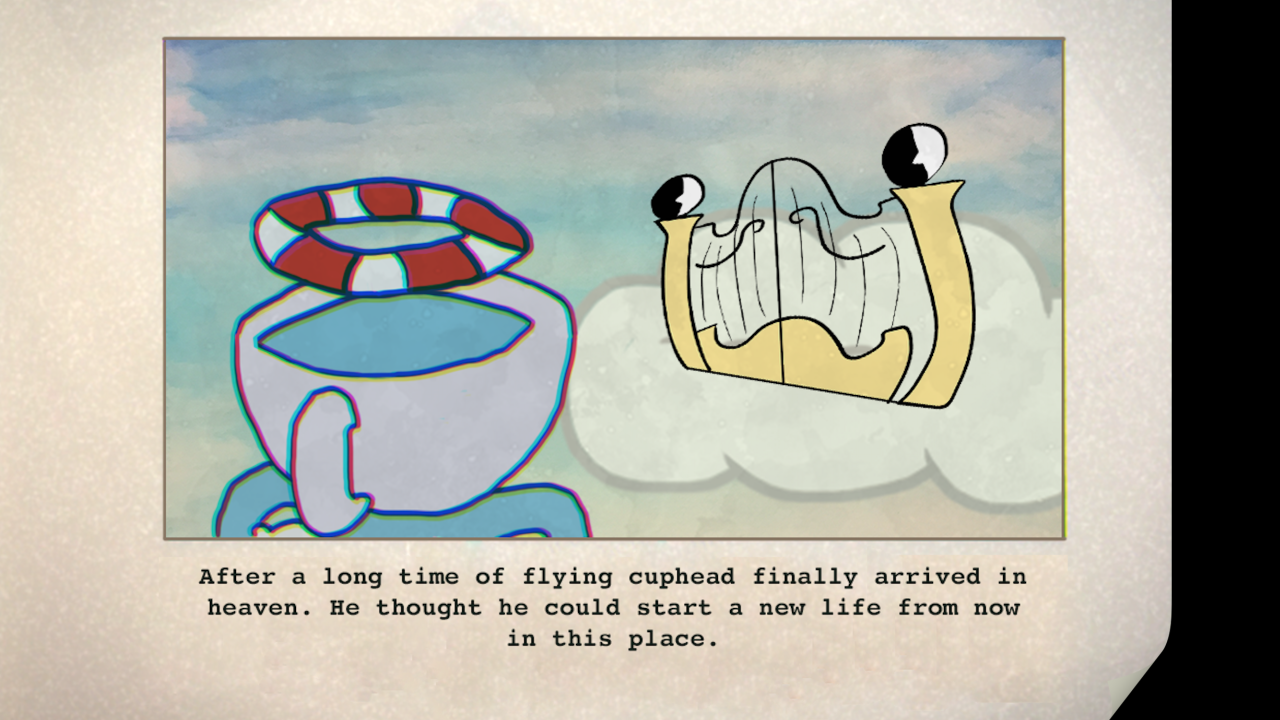 After a long time of flying cuphead finally arrived in
heaven. He thought he could start a new life from now
in this place.